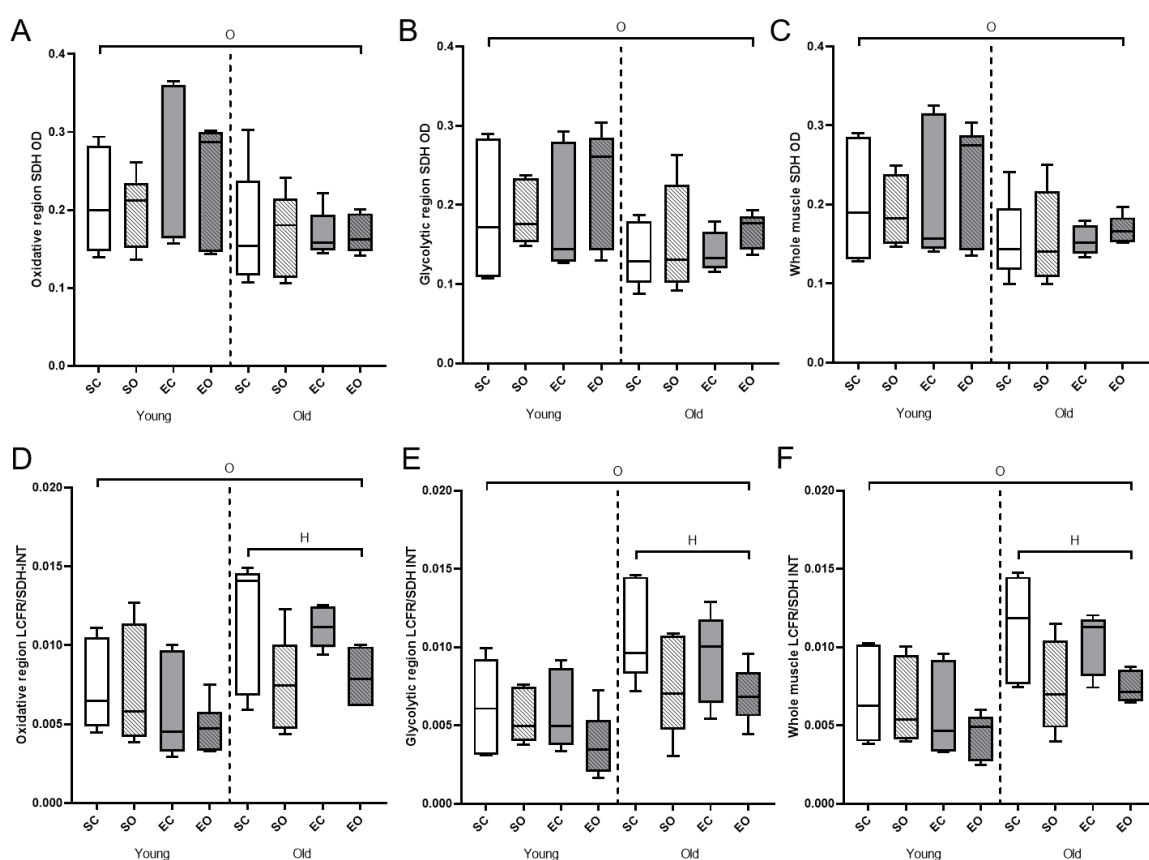 A
O
Oxidative region SDH OD
0.4
0.3
0.2
0.1
0.0
SC SO EC EO SC SO EC EO
Young Old
B
O
Glycolytic region SDH OD
0.4
0.3
0.2
0.1
0.0
SC SO EC EO SC SO EC EO
Young Old
C
O
Whole muscle SDH OD
0.4
0.3
0.2
0.1
0.0
SC SO EC EO SC SO EC EO
Young Old
D
O
H
Oxidative region LCFR/SDH-INT
0.020
0.015
0.010
0.005
0.000
SC SO EC EO SC SO EC EO
Young Old
E
O
H
Glycolytic region LCFR/SDH INT
0.020
0.015
0.010
0.005
0.000
SC SO EC EO SC SO EC EO
Young Old
F
O
H
Whole muscle LCFR/SDH INT
0.020
0.015
0.010
0.005
0.000
SC SO EC EO SC SO EC EO
Young Old